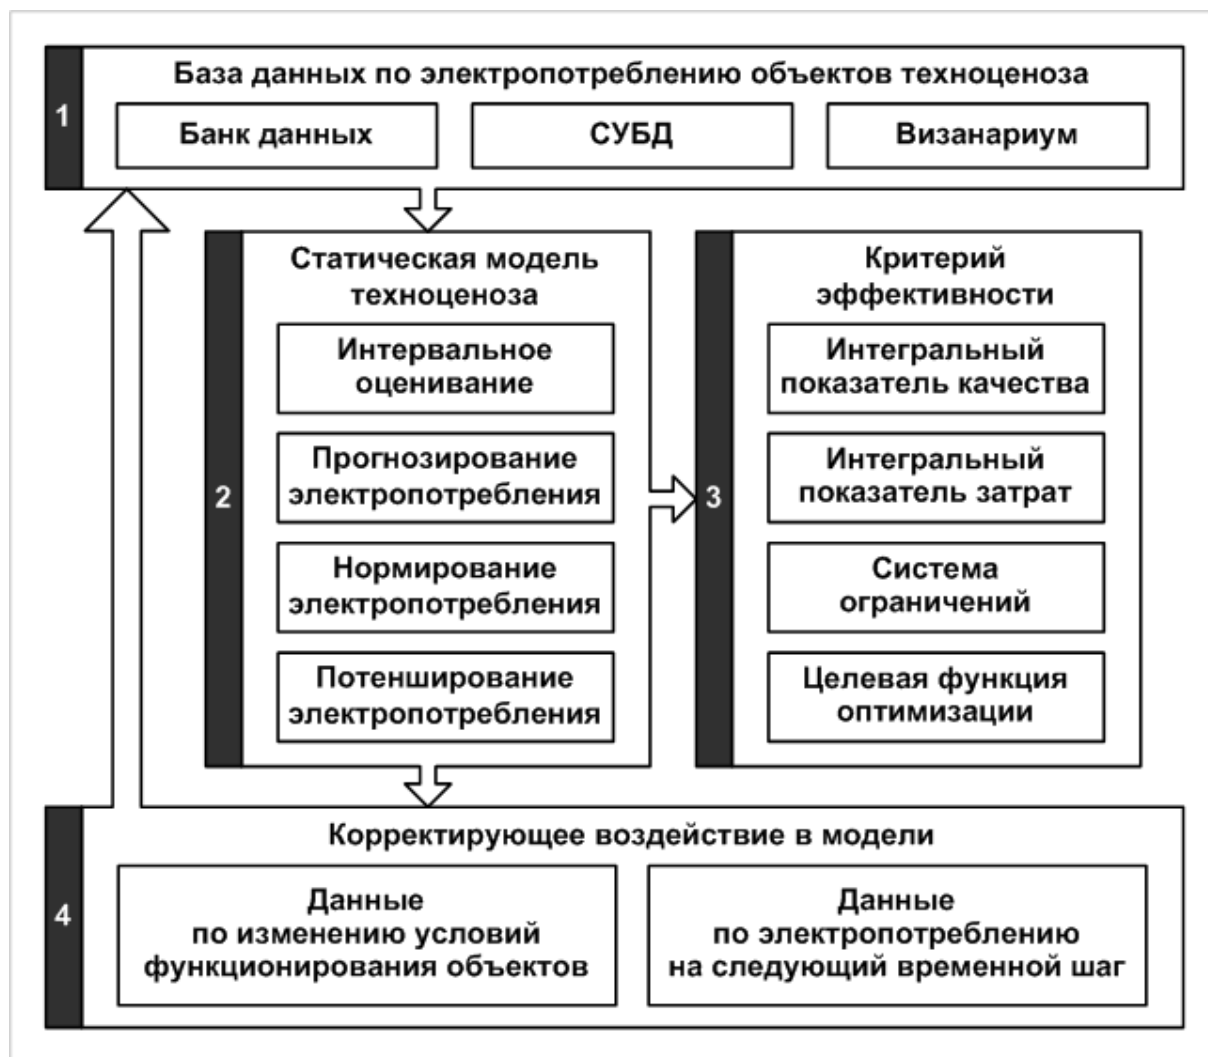 1
База данных по электропотреблению объектов техноценоза
Банк данных
СУБД
Визанариум
2
Статическая модель
техноценоза
Интервальное
оценивание
Прогнозирование
электропотребления
Нормирование
электропотребления
Потенширование
электропотребления
3
Критерий
эффективности
Интегральный
показатель качества
Интегральный
показатель затрат
Система
ограничений
Целевая функция
оптимизации
4
Корректирующее воздействие в модели
Данные
по изменению условий
функционирования объектов
Данные
по электропотреблению
на следующий временной шаг